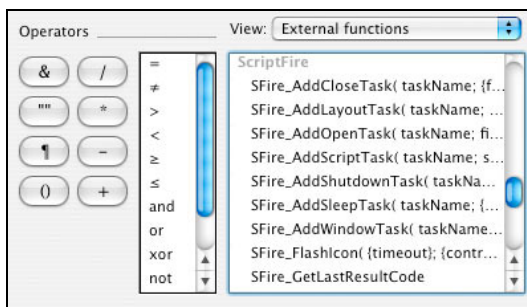 Operators
View: External functions
& /
"" *
¶ -
() +
=
≠
>
<
≥
≤
and
or
xor
not
ScriptFire
SFire_AddCloseTask( taskName; {f...
SFire_AddLayoutTask( taskName; ...
SFire_AddOpenTask( taskName; fi...
SFire_AddScriptTask( taskName; s...
SFire_AddShutdownTask( taskNa...
SFire_AddSleepTask( taskName; {...
SFire_AddWindowTask( taskName...
SFire_FlashIcon( {timeout}; {contr...
SFire_GetLastResultCode